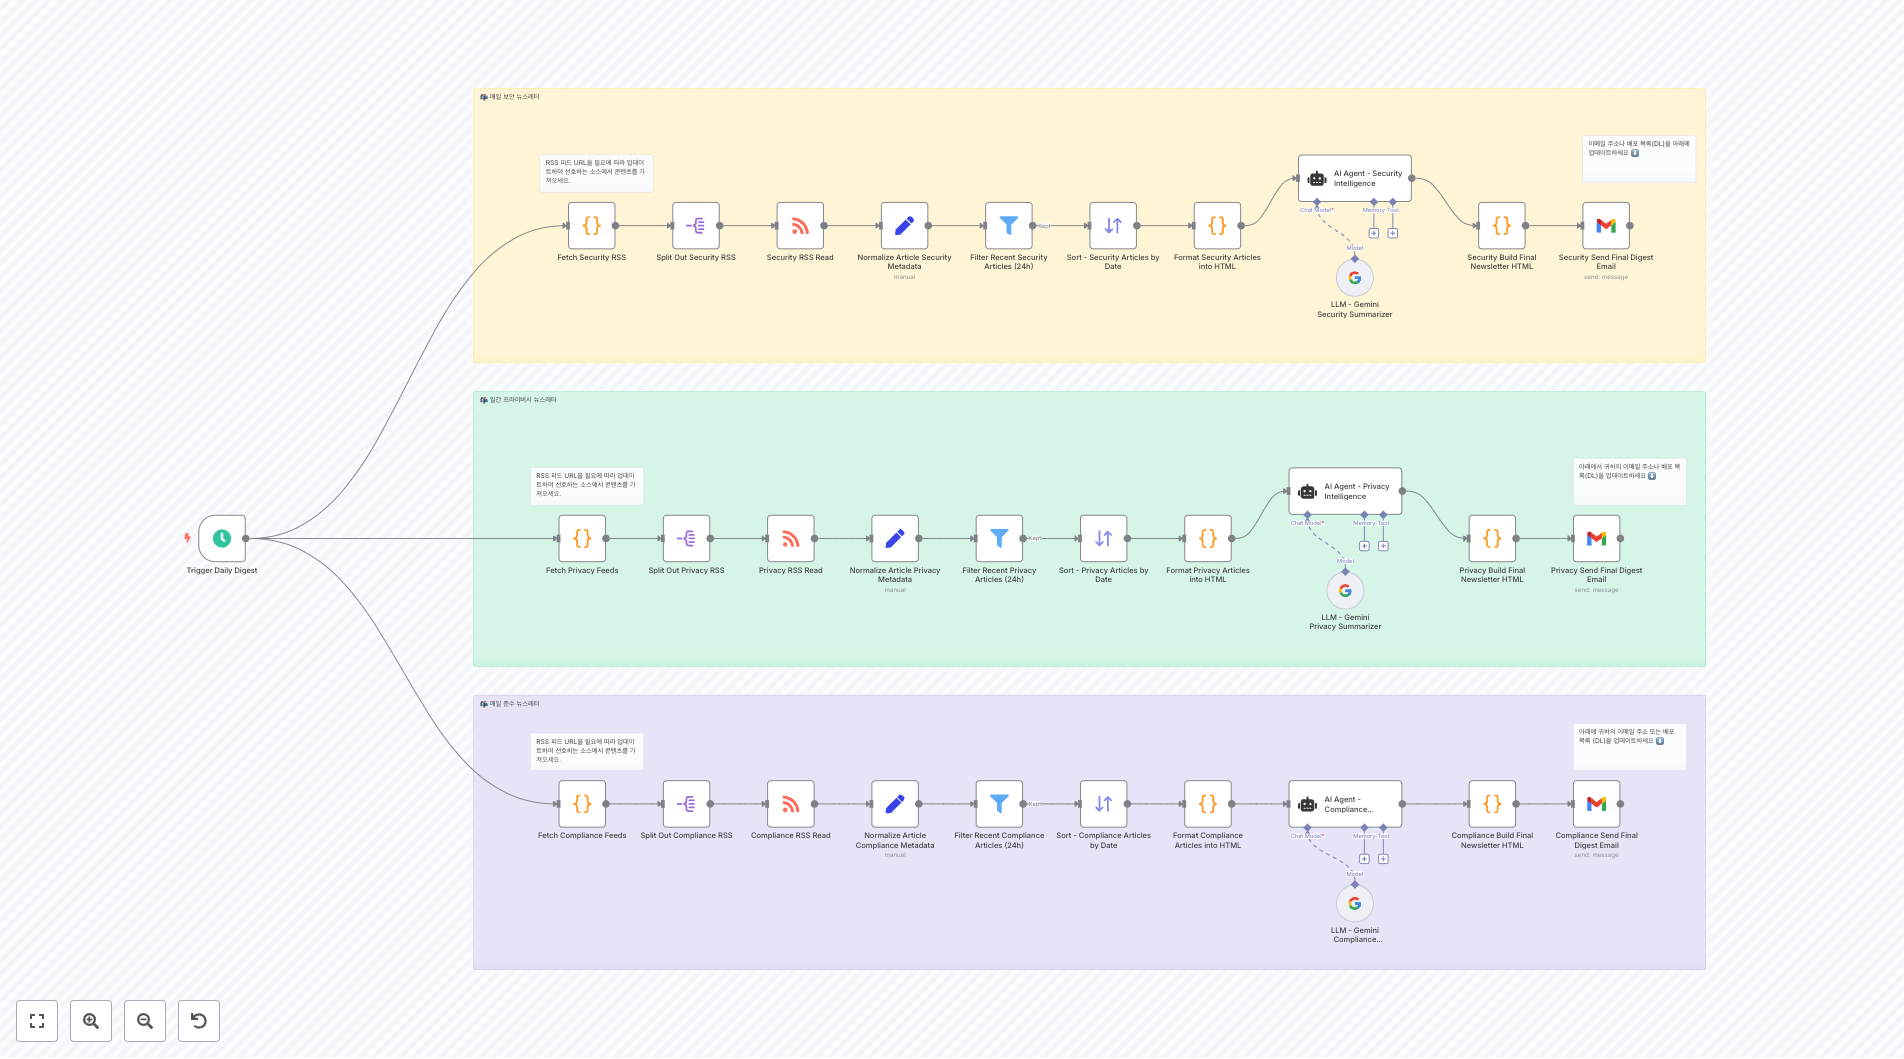 매일 보안 뉴스레터
RSS 피드 URL을 필요에 따라 업데이
트하여 선호하는 소스에서 콘텐츠를 가
져오세요.
이메일 주소나 배포 목록(DL)을 아래에
업데이트하세요 ⬇️
AI Agent - Security
Intelligence
Chat Model*
Memory
Tool
Kept
Model
Fetch Security RSS
Split Out Security RSS
Security RSS Read
Normalize Article Security
Metadata
manual
Filter Recent Security
Articles (24h)
Sort - Security Articles by
Date
Format Security Articles
into HTML
LLM - Gemini
Security Summarizer
Security Build Final
Newsletter HTML
Security Send Final Digest
Email
send: message
일간 프라이버시 뉴스레터
RSS 피드 URL을 필요에 따라 업데이
트하여 선호하는 소스에서 콘텐츠를 가
져오세요.
아래에서 귀하의 이메일 주소나 배포 목
록(DL)을 업데이트하세요 ⬇️
AI Agent - Privacy
Intelligence
Chat Model*
Memory
Tool
Kept
Model
Trigger Daily Digest
Fetch Privacy Feeds
Split Out Privacy RSS
Privacy RSS Read
Normalize Article Privacy
Metadata
manual
Filter Recent Privacy
Articles (24h)
Sort - Privacy Articles by
Date
Format Privacy Articles
into HTML
LLM - Gemini
Privacy Summarizer
Privacy Build Final
Newsletter HTML
Privacy Send Final Digest
Email
send: message
매일 준수 뉴스레터
RSS 피드 URL을 필요에 따라 업데이
트하여 선호하는 소스에서 콘텐츠를 가
져오세요.
아래에 귀하의 이메일 주소 또는 배포
목록 (DL)을 업데이트하세요 ⬇️
AI Agent -
Compliance...
Chat Model*
Memory
Tool
Kept
Model
Fetch Compliance Feeds
Split Out Compliance RSS
Compliance RSS Read
Normalize Article
Compliance Metadata
manual
Filter Recent Compliance
Articles (24h)
Sort - Compliance Articles
by Date
Format Compliance
Articles into HTML
LLM - Gemini
Compliance...
Compliance Build Final
Newsletter HTML
Compliance Send Final
Digest Email
send: message